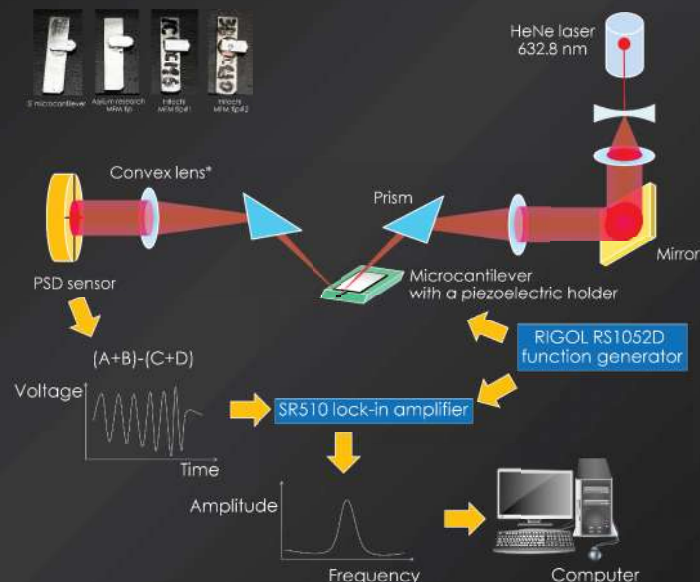 HeNe laser
632.8 nm
Si microcantilever
Asylum research
MFM tip
Hitachi
MFM tip#1
Hitachi
MFM tip#2
Convex lens*
Prism
Mirror
PSD sensor
Microcantilever
with a piezoelectric holder
(A+B)-(C+D)
RIGOL RS1052D
function generator
Voltage
SR510 lock-in amplifier
Time
Amplitude
Frequency
Computer